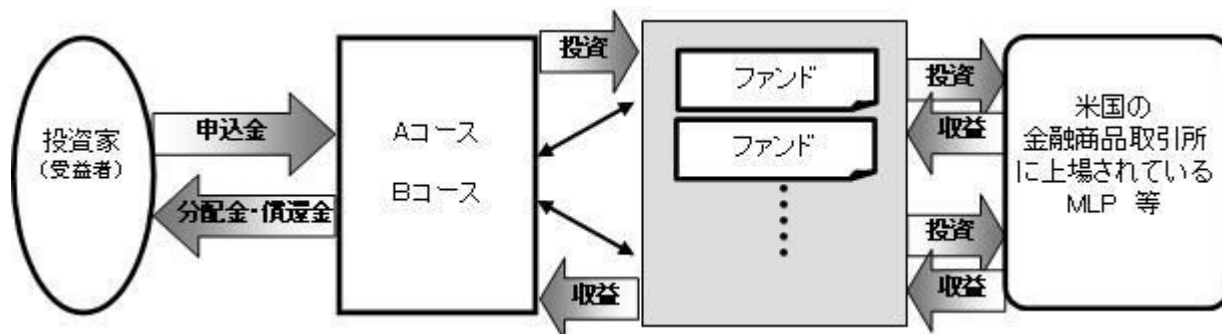 投資家
（受益者）
申込金
分配金・償還金
Aコース
Bコース
投資
収益
ファンド
ファンド
投資
収益
投資
収益
米国の
金融商品取引所
に上場されている
MLP 等